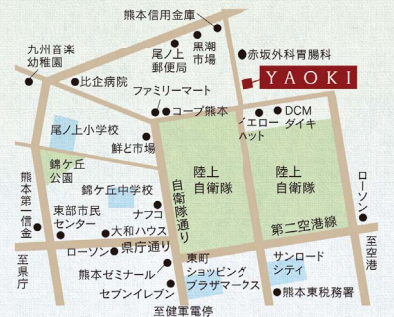 熊本信用金庫
九州音楽
幼稚園
尾ノ上
郵便局
黒潮
市場
赤坂外科胃腸科
比企病院
YAOKI
ファミリーマート
コープ熊本
イエロー
ハット
DCM
ダイキ
尾ノ上小学校
鮮ど市場
錦ケ丘
公園
陸上
自衛隊
陸上
自衛隊
熊本第一信金
錦ケ丘中学校
自衛隊通り
ローソン
東部市民
センター
ナフコ
大和ハウス
第二空港線
県庁通り
ローソン
至県庁
熊本ゼミナール
東町
ショッピング
プラザマークス
サンロード
シティ
至空港
セブンイレブン
熊本東税務署
至健軍電停